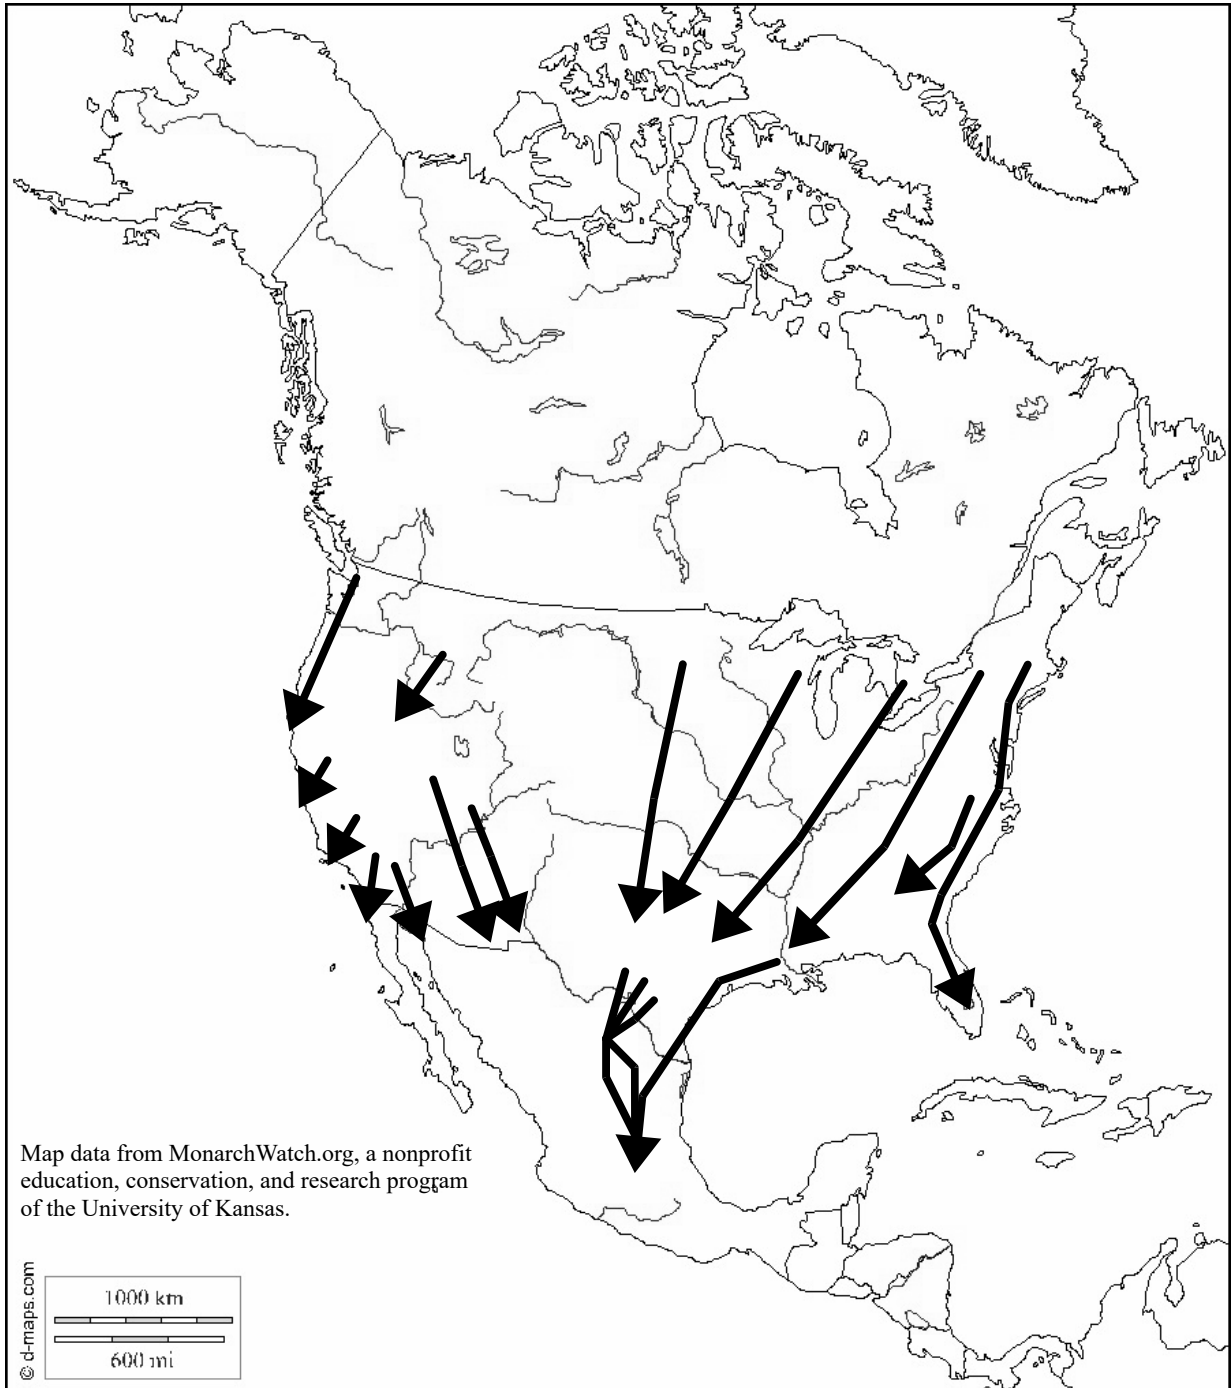 Map data from MonarchWatch.org, a nonprofit
education, conservation, and research program
of the University of Kansas.
© d-maps.com
1000 km
600 mi